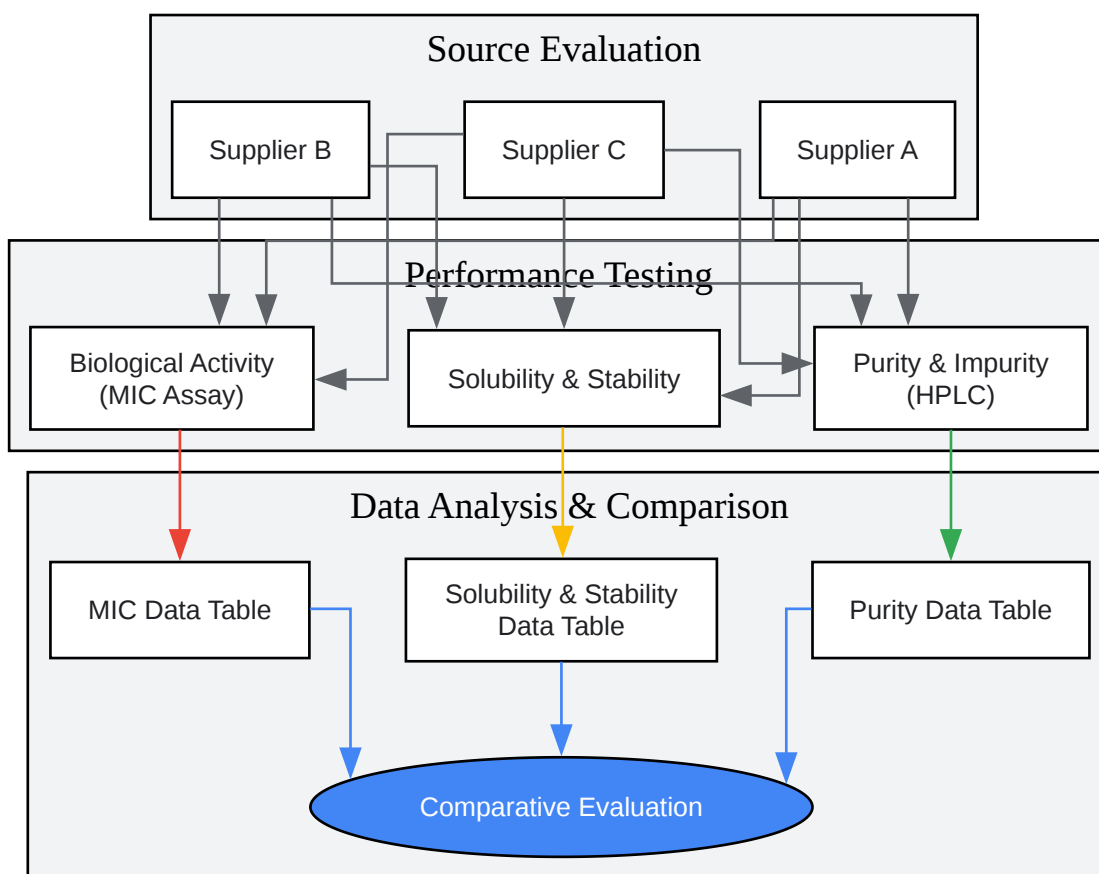 Source Evaluation
Supplier B
Supplier C
Supplier A
Performance Testing
Biological Activity
(MIC Assay)
Solubility & Stability
Purity & Impurity
(HPLC)
Data Analysis & Comparison
MIC Data Table
Solubility & Stability
Data Table
Purity Data Table
Comparative Evaluation